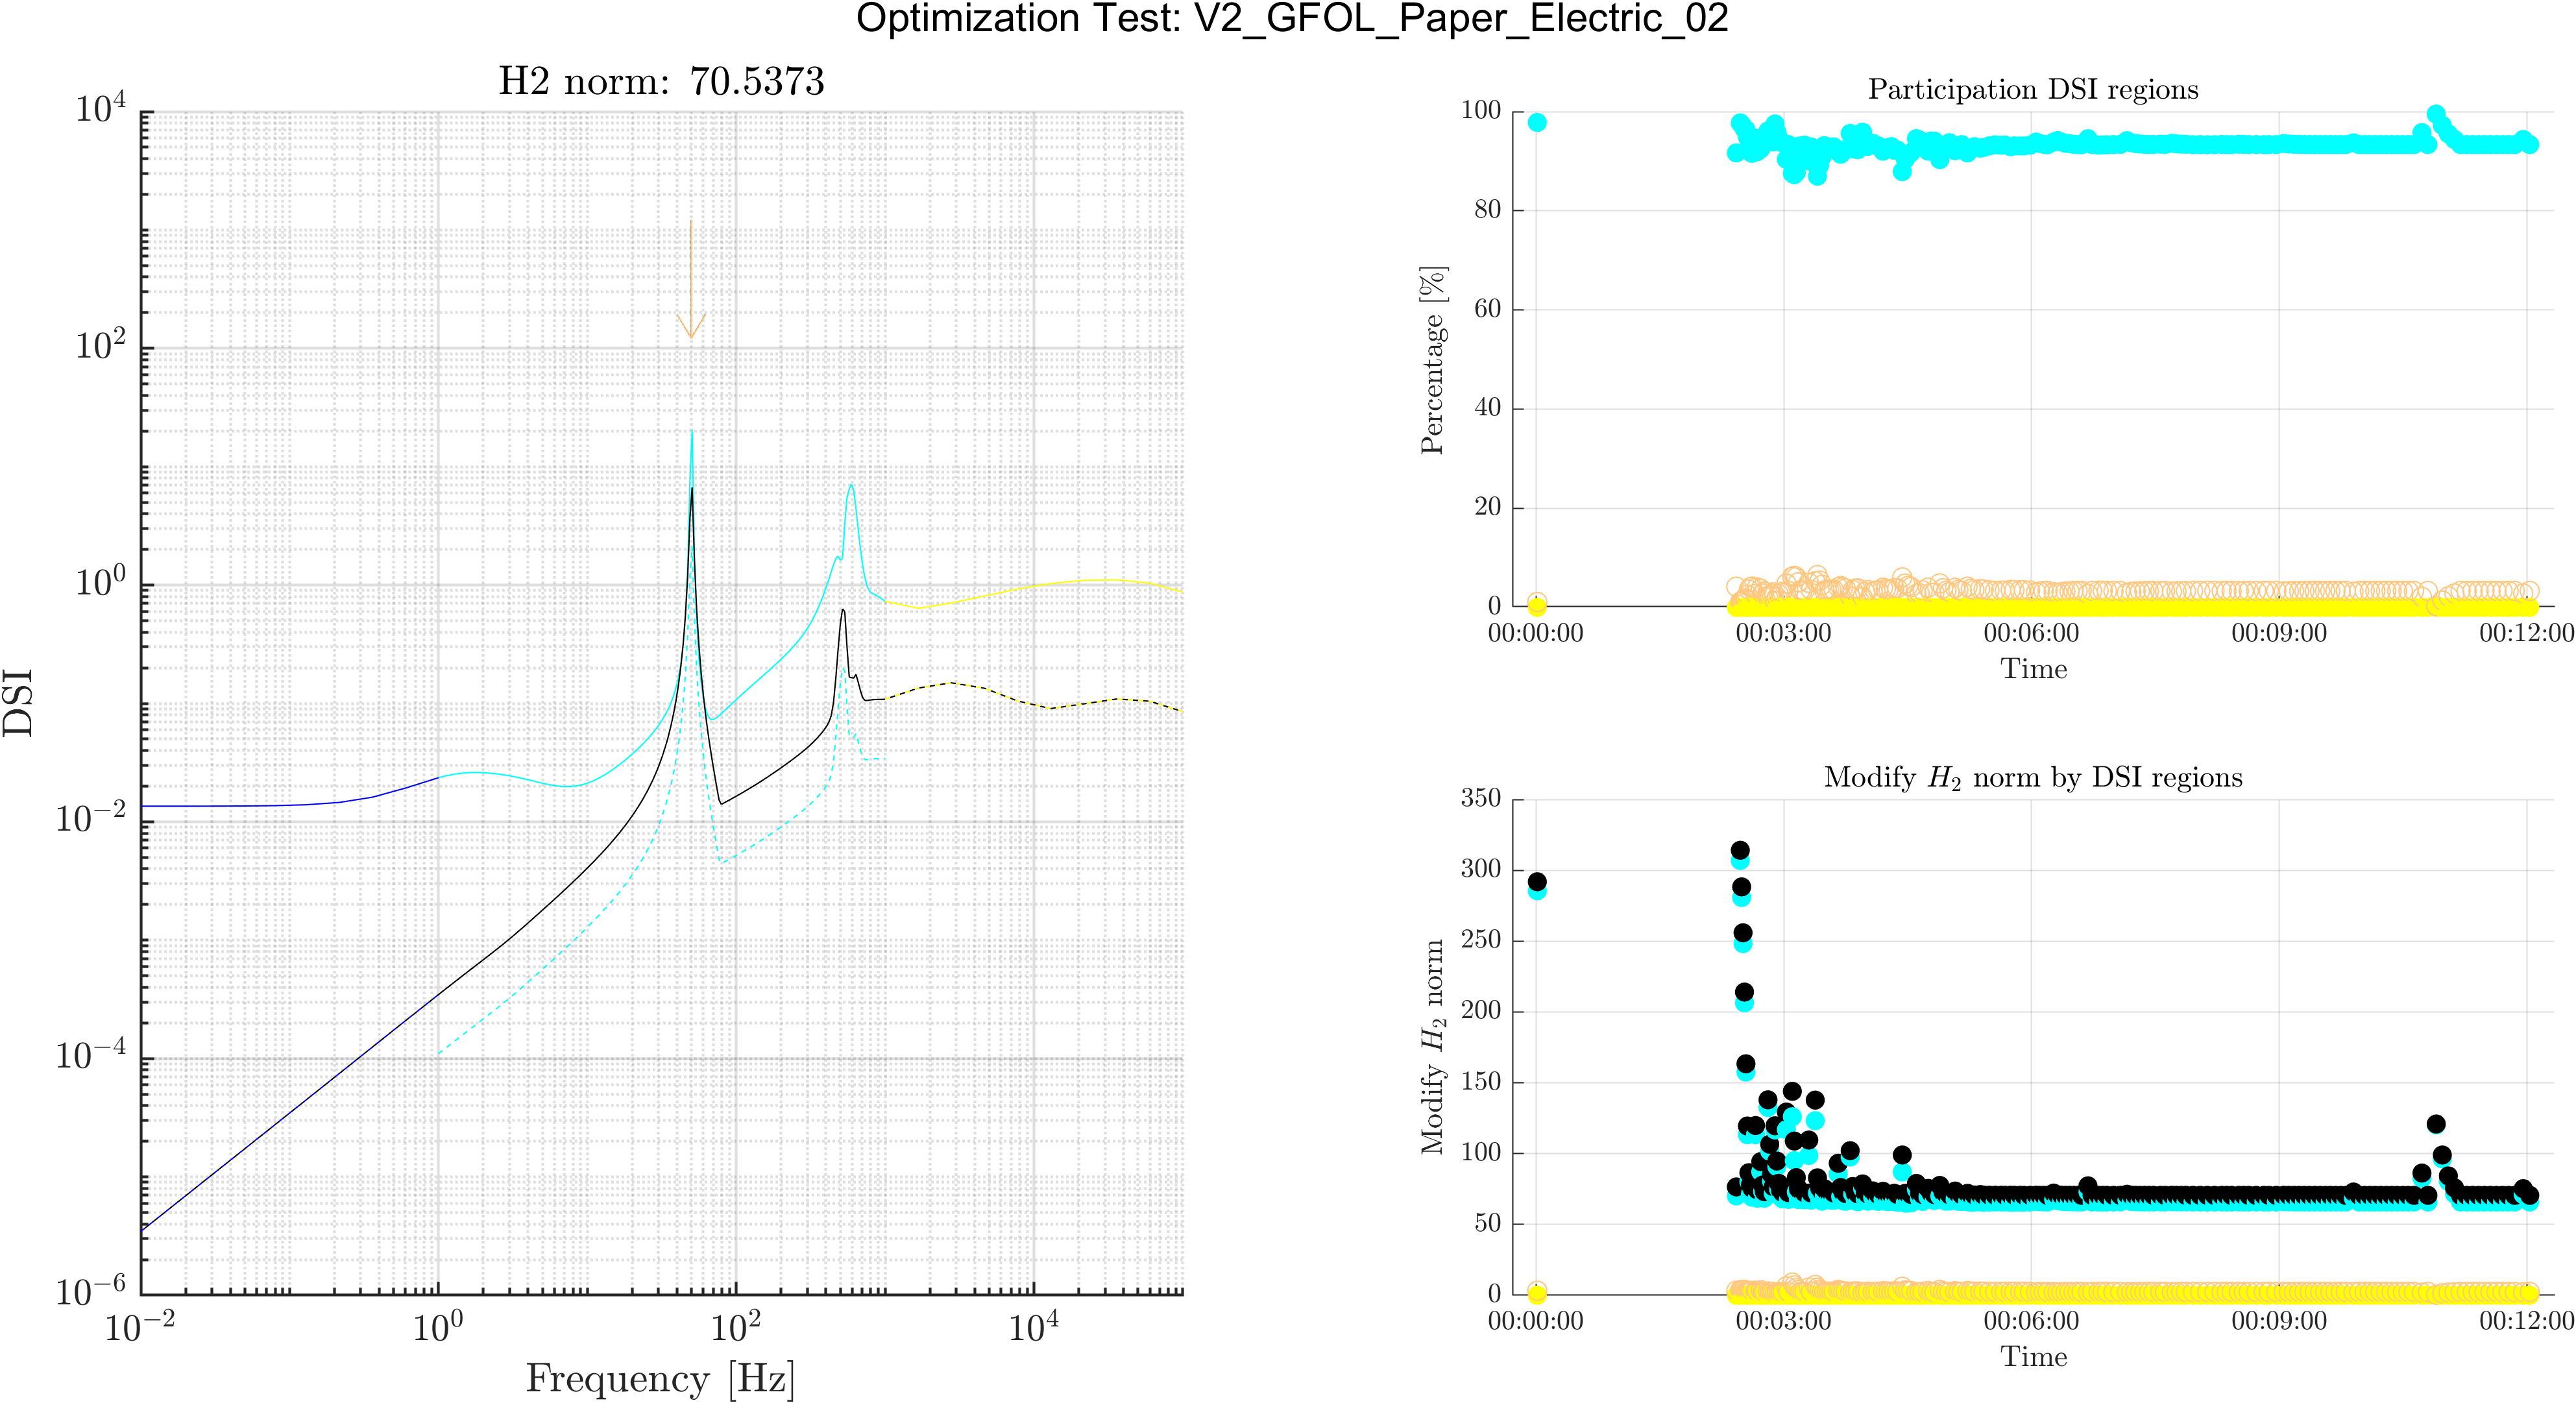 Optimization Test: V2_GFOL_Paper_Electric_02
H2 norm: 70.5373
10^4
10^2
10^0
10^−2
10^−4
10^−6
DSI
10^−2 10^0 10^2 10^4
Frequency [Hz]
Participation DSI regions
100
80
60
40
20
0
Percentage [%]
00:00:00 00:03:00 00:06:00 00:09:00 00:12:00
Time
Modify H_2 norm by DSI regions
350
300
250
200
150
100
50
0
Modify H_2 norm
00:00:00 00:03:00 00:06:00 00:09:00 00:12:00
Time